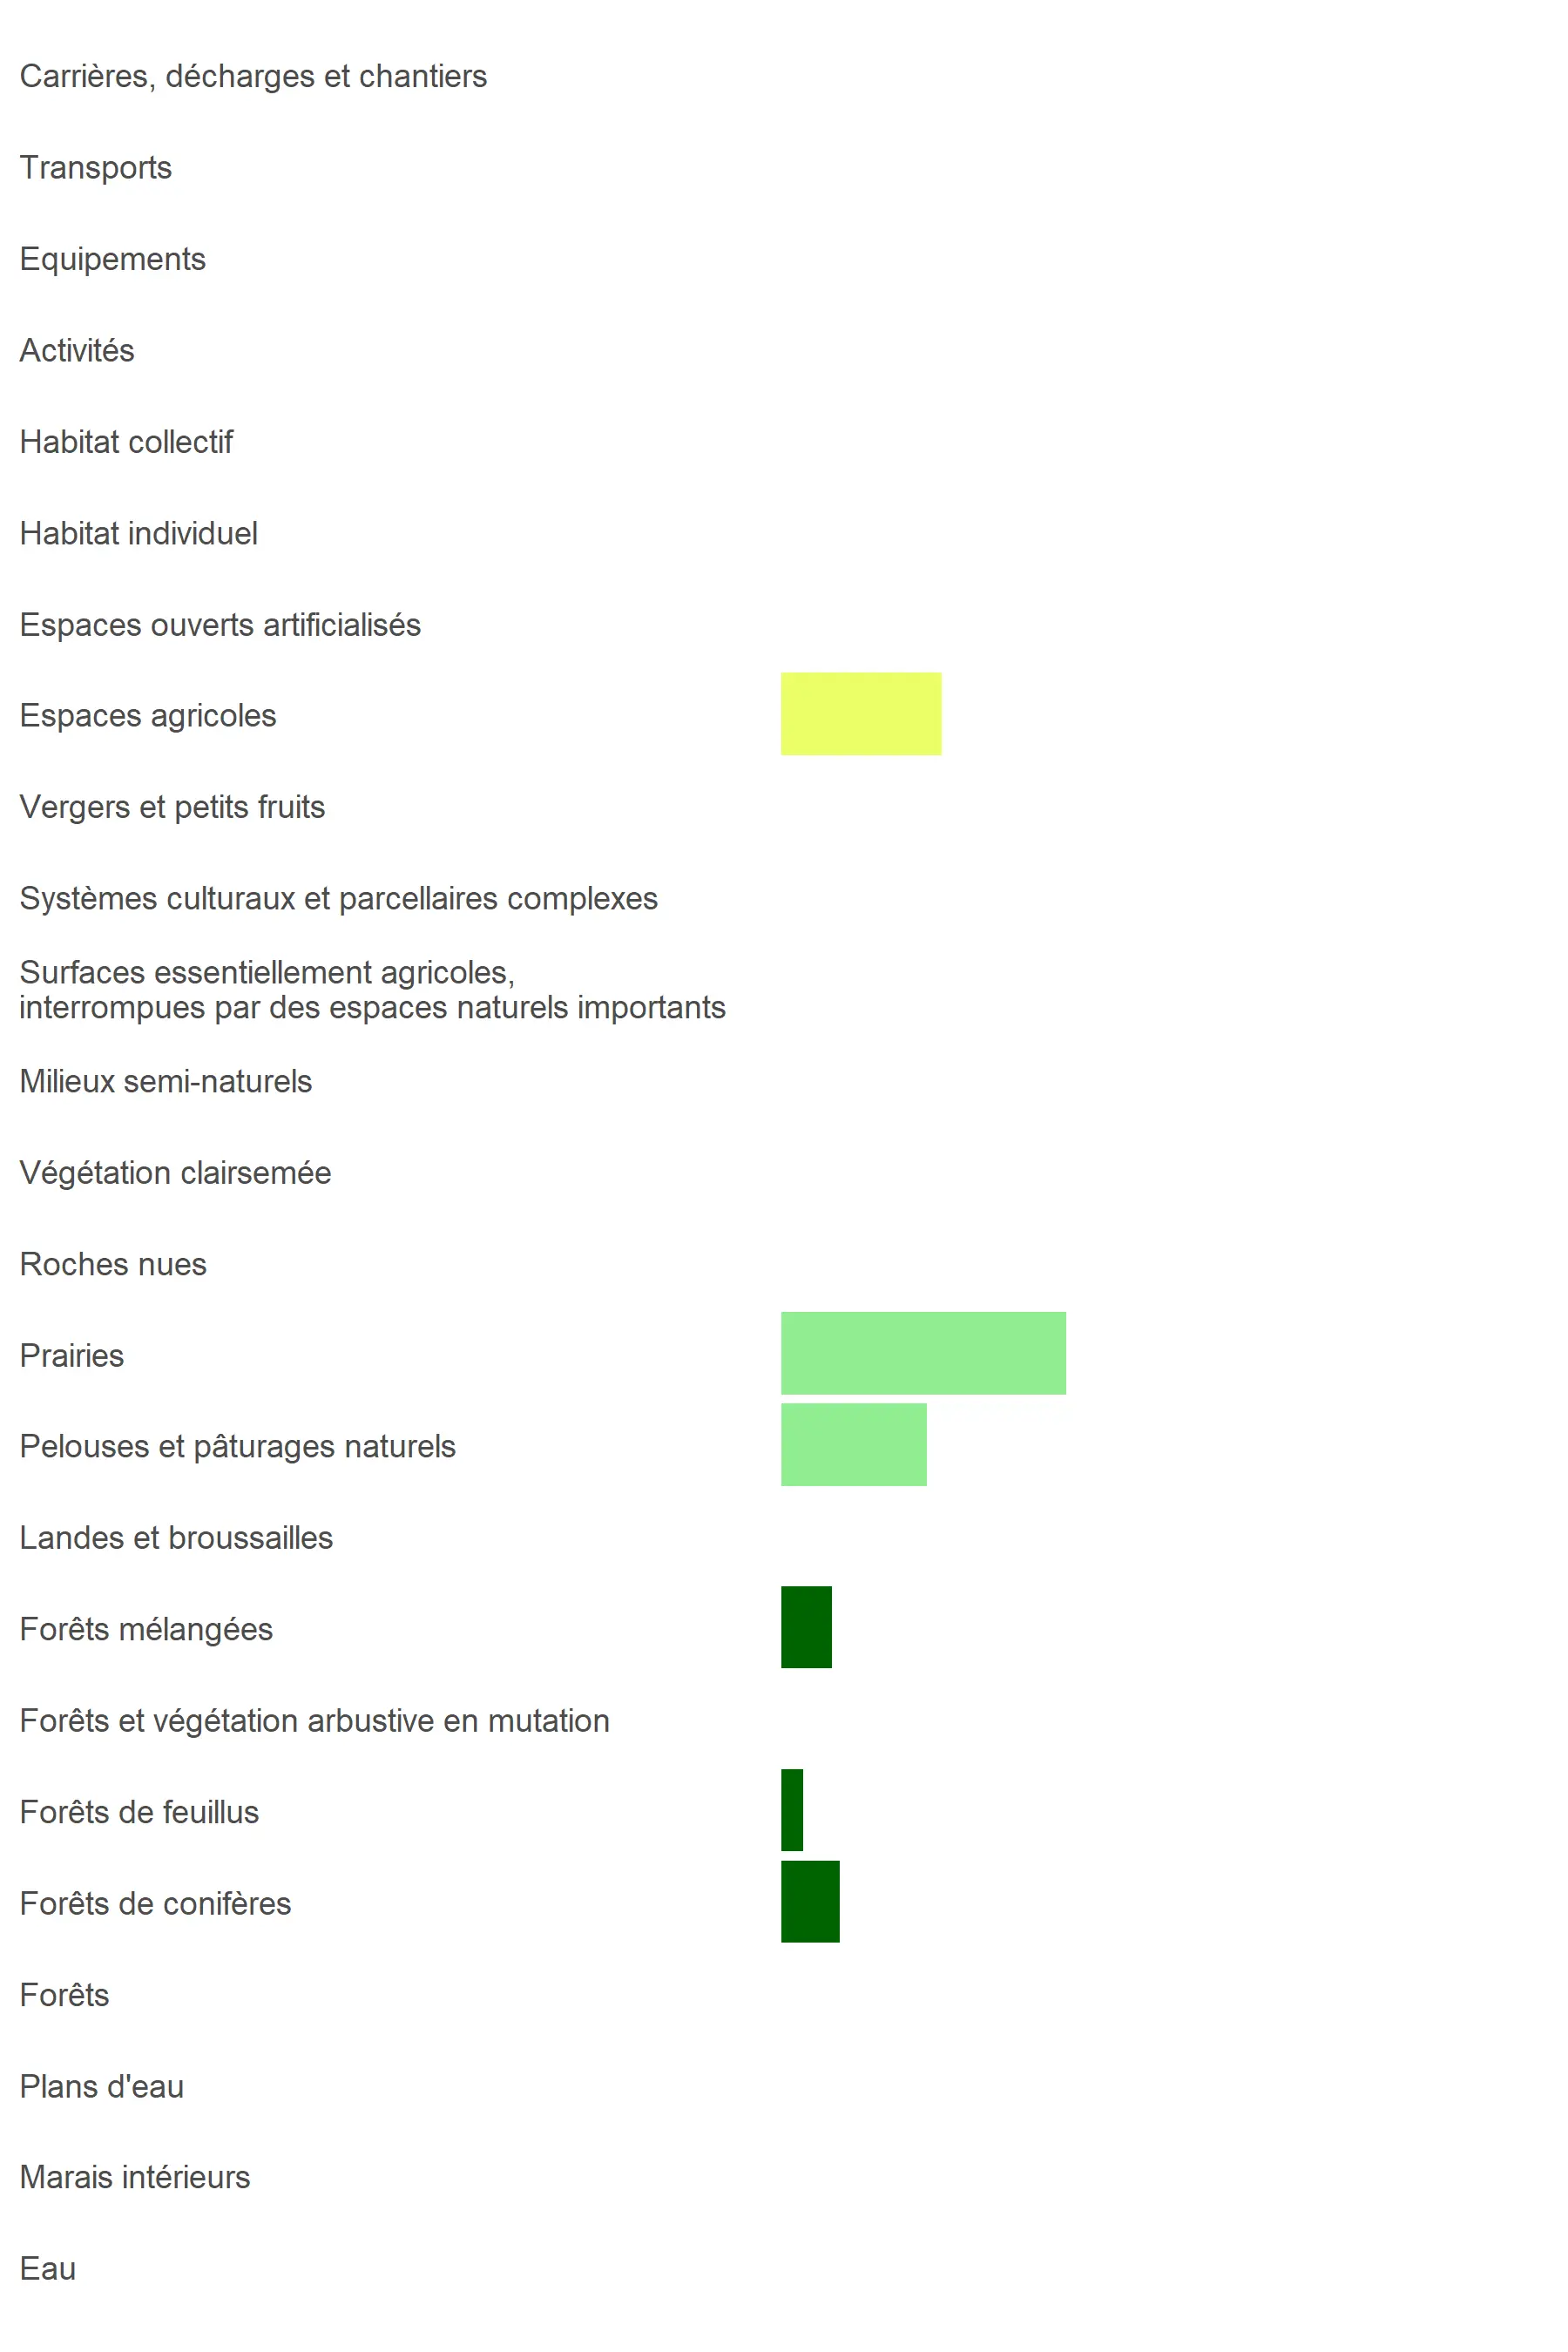 Carrières, décharges et chantiers
Transports
Equipements
Activités
Habitat collectif
Habitat individuel
Espaces ouverts artificialisés
Espaces agricoles
Vergers et petits fruits
Systèmes culturaux et parcellaires complexes
Surfaces essentiellement agricoles,
interrompues par des espaces naturels importants
Milieux semi-naturels
Végétation clairsemée
Roches nues
Prairies
Pelouses et pâturages naturels
Landes et broussailles
Forêts mélangées
Forêts et végétation arbustive en mutation
Forêts de feuillus
Forêts de conifères
Forêts
Plans d'eau
Marais intérieurs
Eau